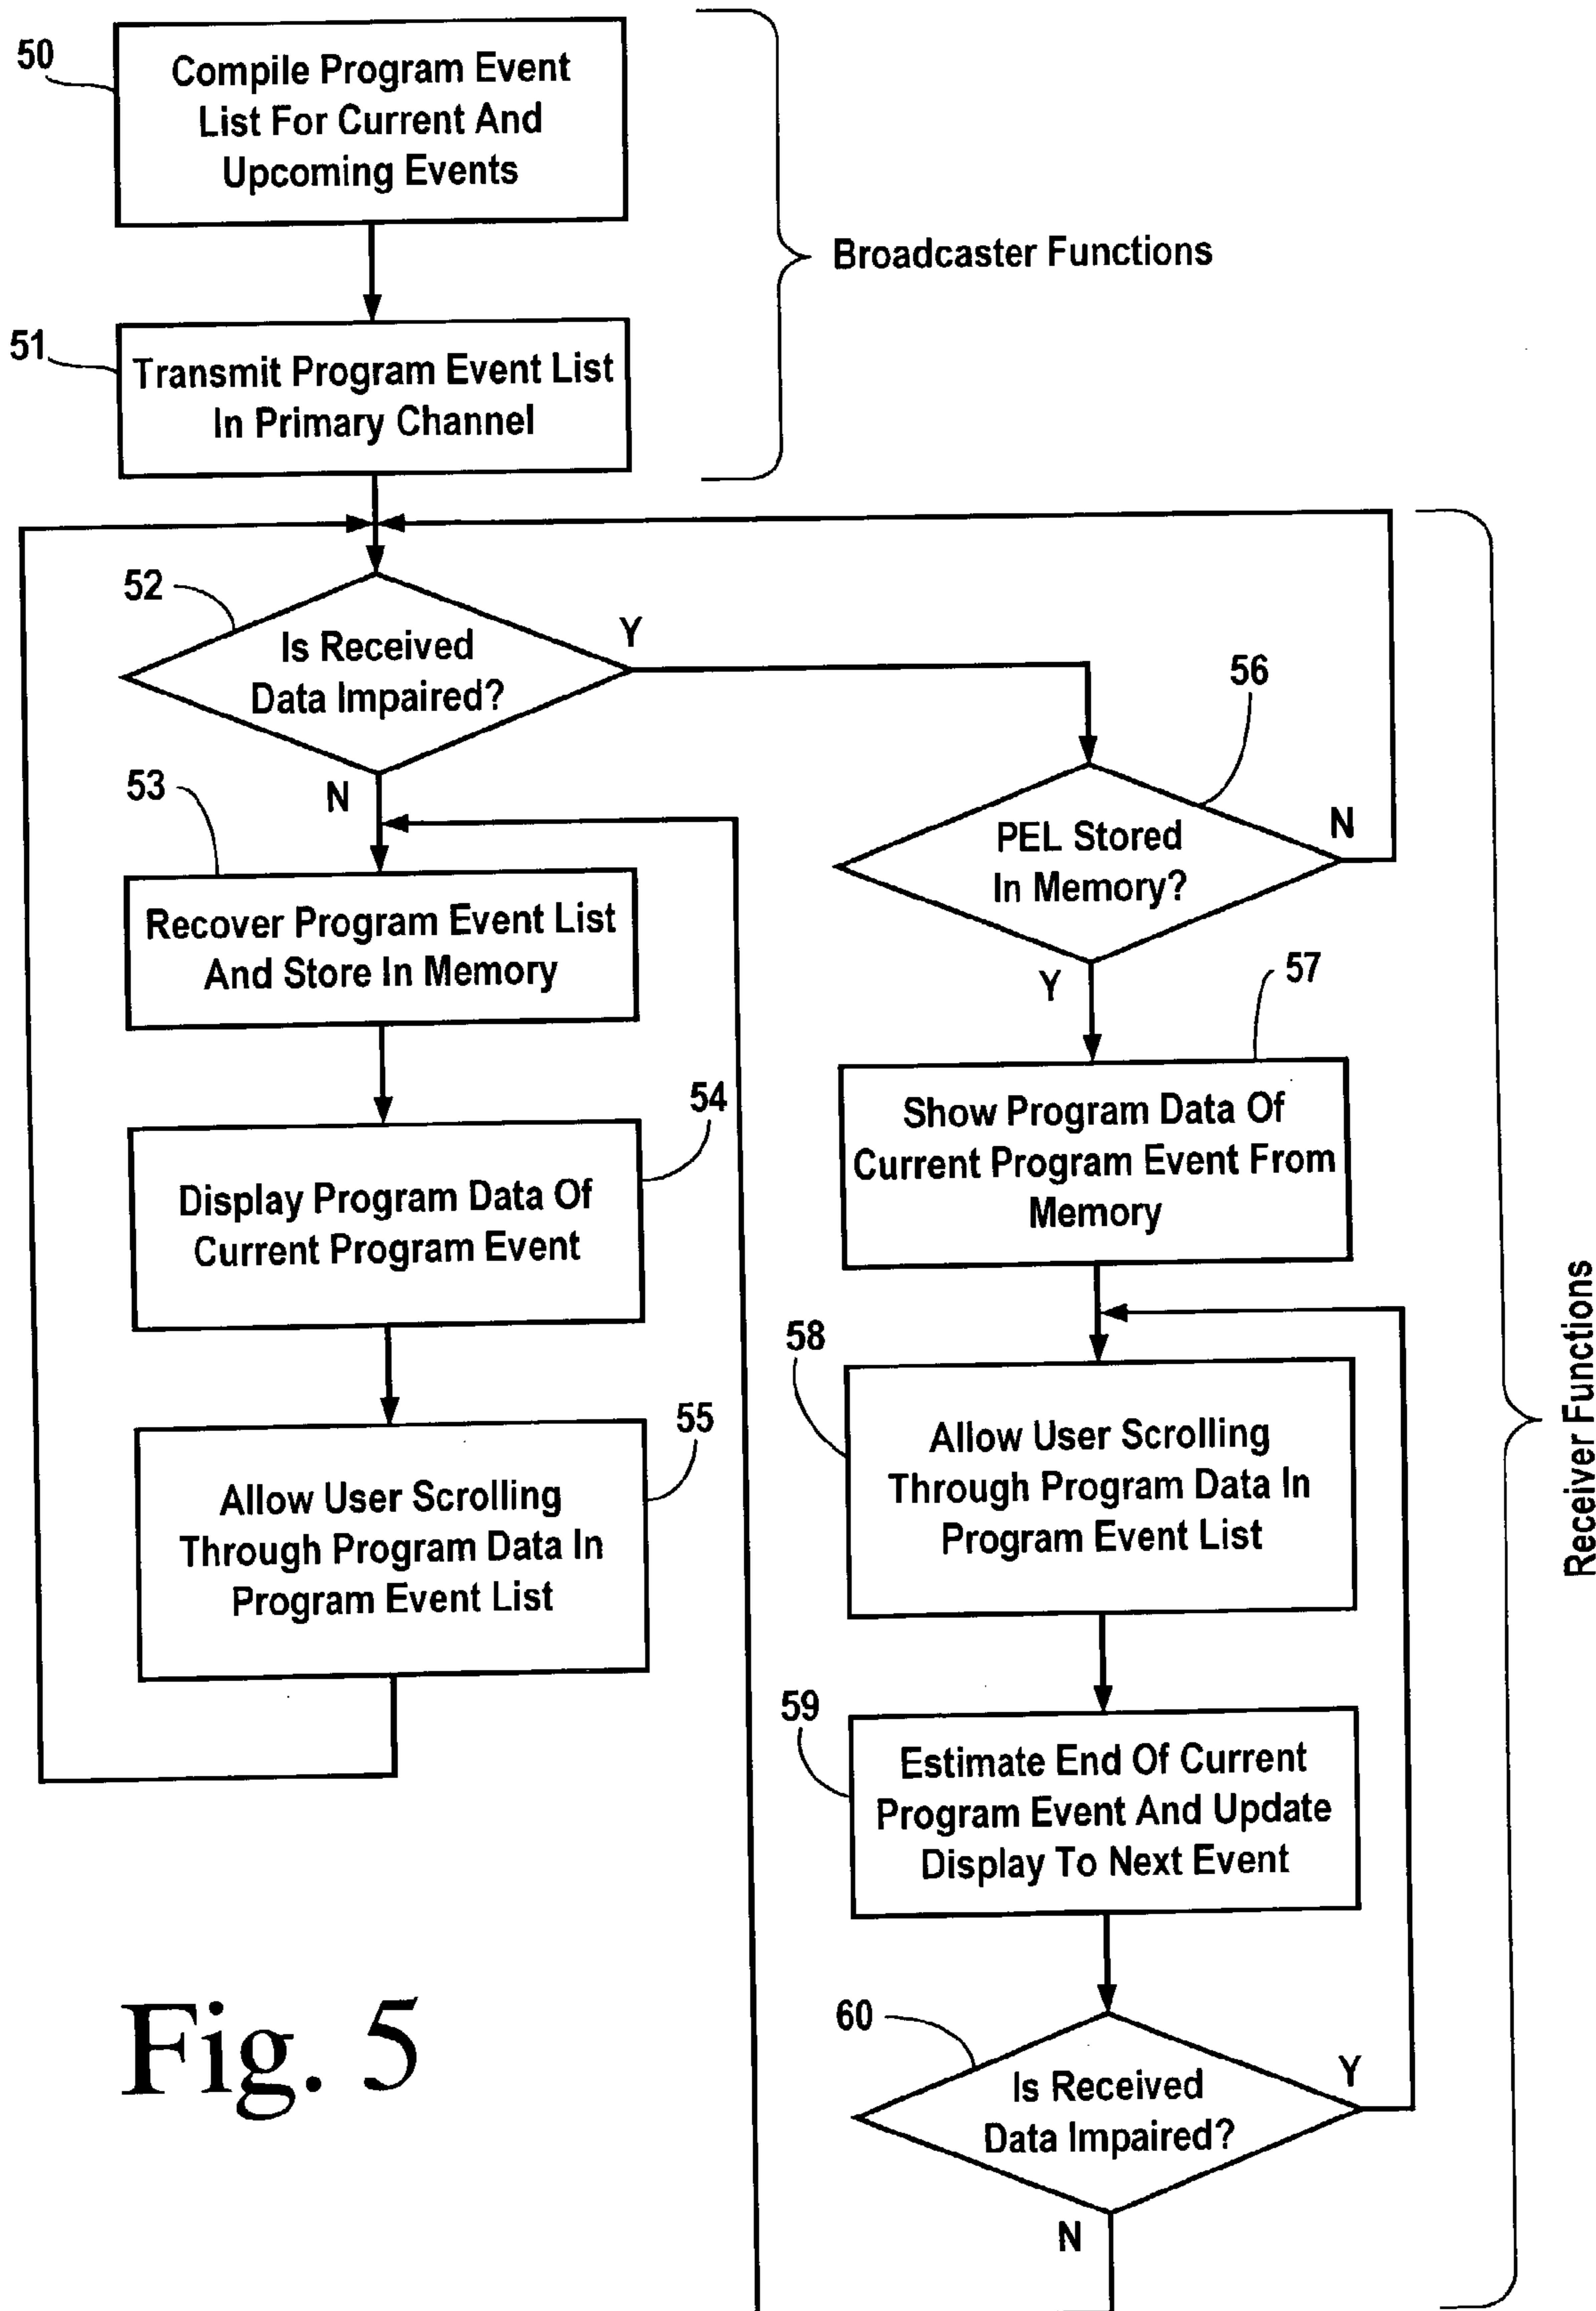 50
Compile Program Event
List For Current And
Upcoming Events
Broadcaster Functions
51
Transmit Program Event List
In Primary Channel
52
Is Received
Data Impaired?
Y
N
53
Recover Program Event List
And Store In Memory
54
Display Program Data Of
Current Program Event
55
Allow User Scrolling
Through Program Data In
Program Event List
56
PEL Stored
In Memory?
N
Y
57
Show Program Data Of
Current Program Event From
Memory
58
Allow User Scrolling
Through Program Data In
Program Event List
59
Estimate End Of Current
Program Event And Update
Display To Next Event
60
Is Received
Data Impaired?
Y
N
Receiver Functions
Fig. 5